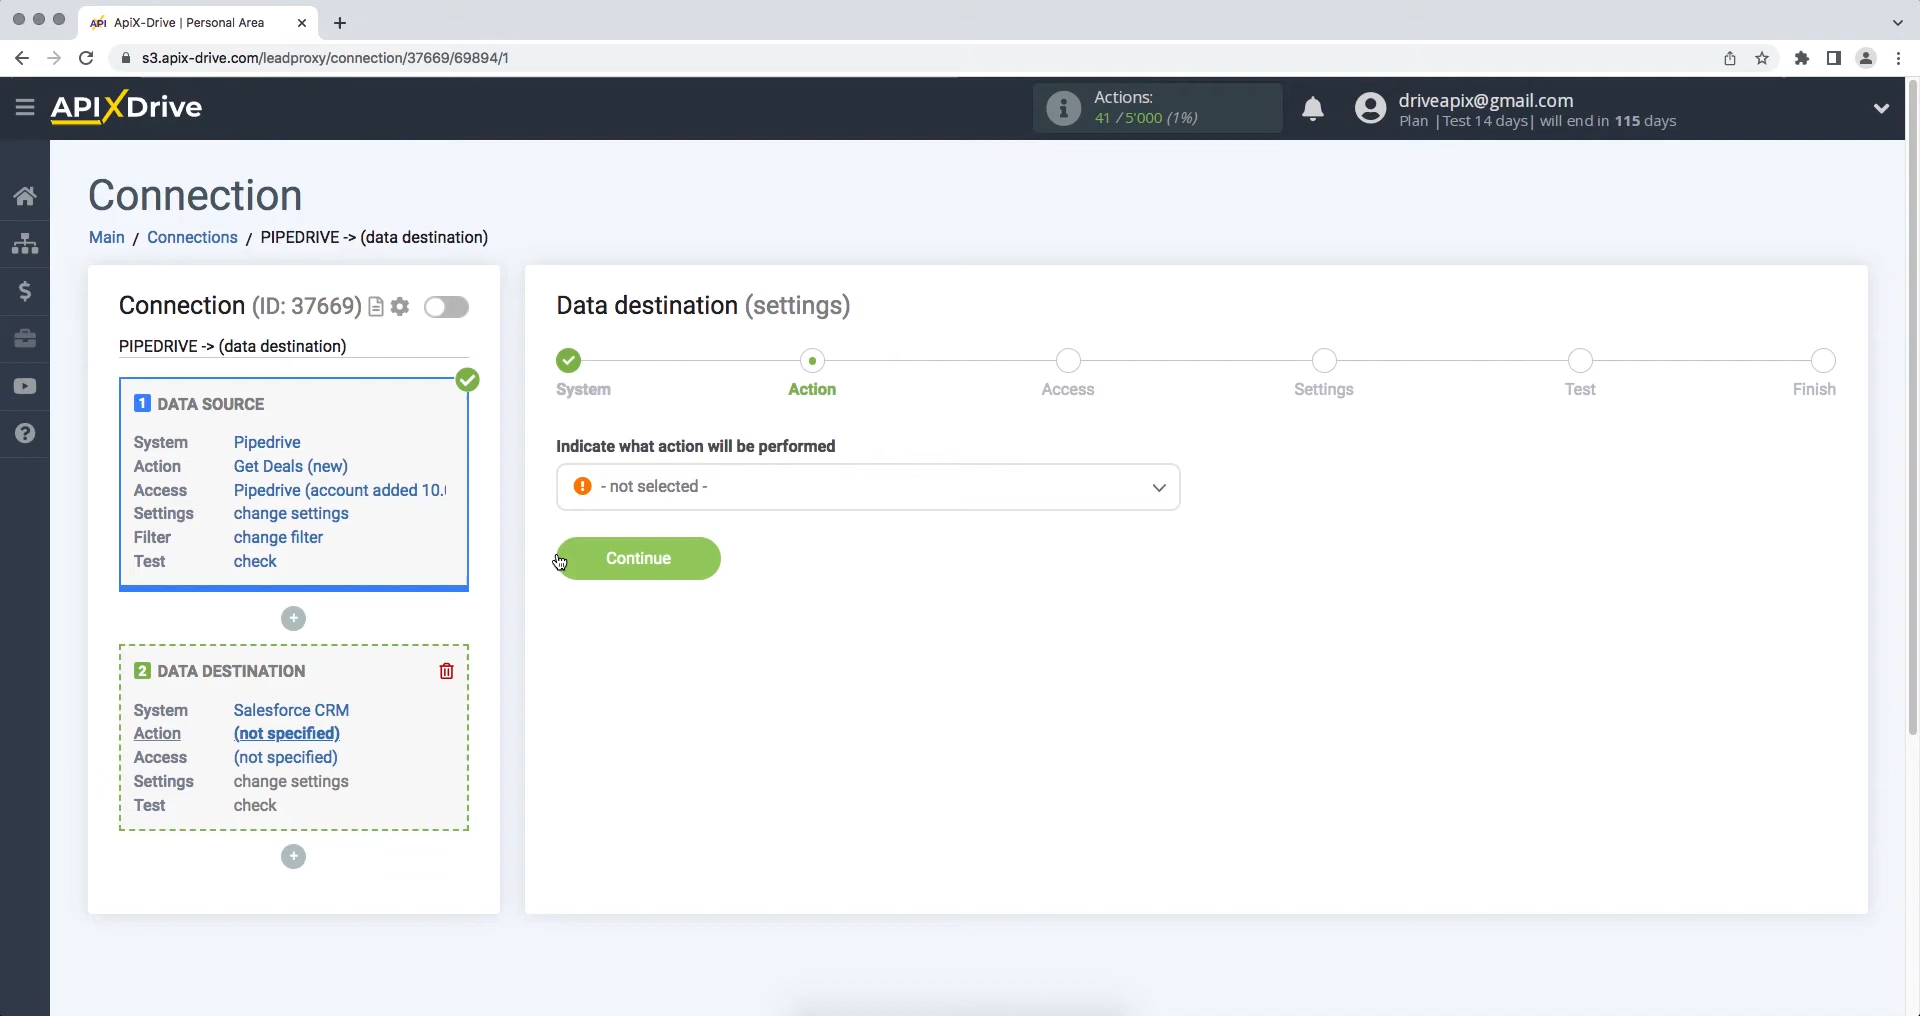 API ApiX-Drive | Personal Area
s3.apix-drive.com/leadproxy/connection/37669/69894/1
APIXDrive
Actions:
41 / 5'000 (1%)
driveapix@gmail.com
Plan |Test 14 days| will end in 115 days
Connection
Main / Connections / PIPEDRIVE -> (data destination)
Connection (ID: 37669)
PIPEDRIVE -> (data destination)
1 DATA SOURCE
System Pipedrive
Action Get Deals (new)
Access Pipedrive (account added 10.
Settings change settings
Filter change filter
Test check
2 DATA DESTINATION
System Salesforce CRM
Action (not specified)
Access (not specified)
Settings change settings
Test check
Data destination (settings)
System
Action
Access
Settings
Test
Finish
Indicate what action will be performed
- not selected -
Continue